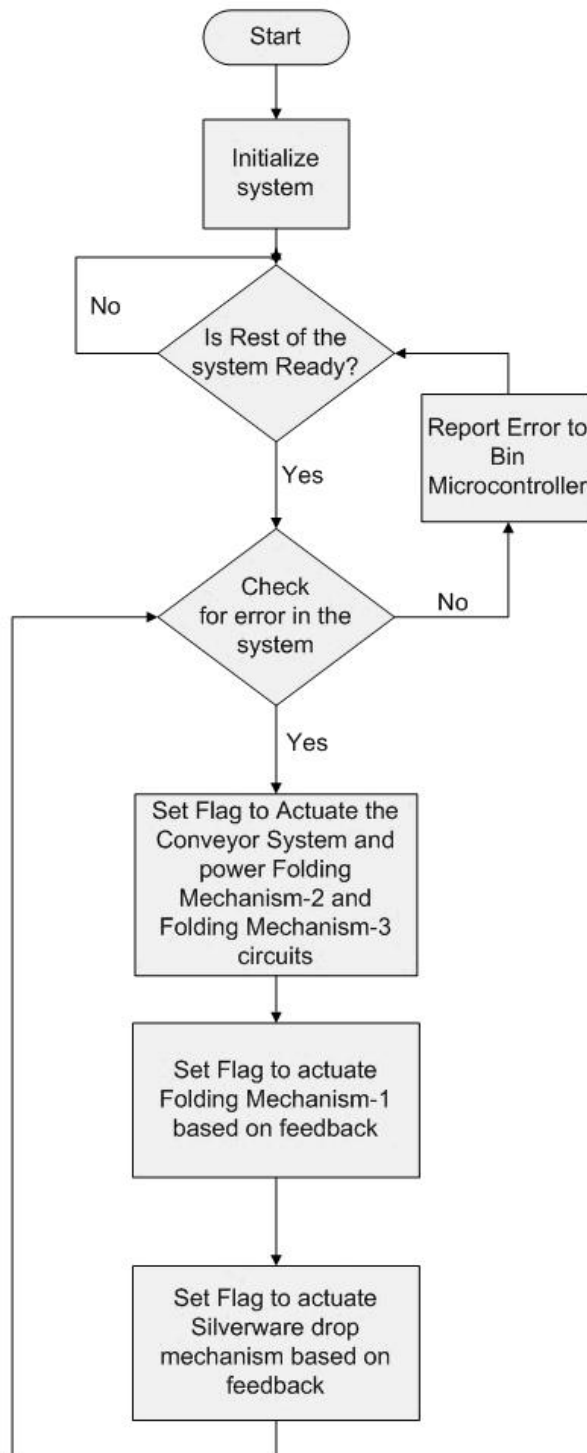 Start
Initialize
system
No
Is Rest of the
system Ready?
Report Error to
Bin
Microcontroller
Yes
Check
for error in the
system
No
Yes
Set Flag to Actuate the
Conveyor System and
power Folding
Mechanism-2 and
Folding Mechanism-3
circuits
Set Flag to actuate
Folding Mechanism-1
based on feedback
Set Flag to actuate
Silverware drop
mechanism based on
feedback